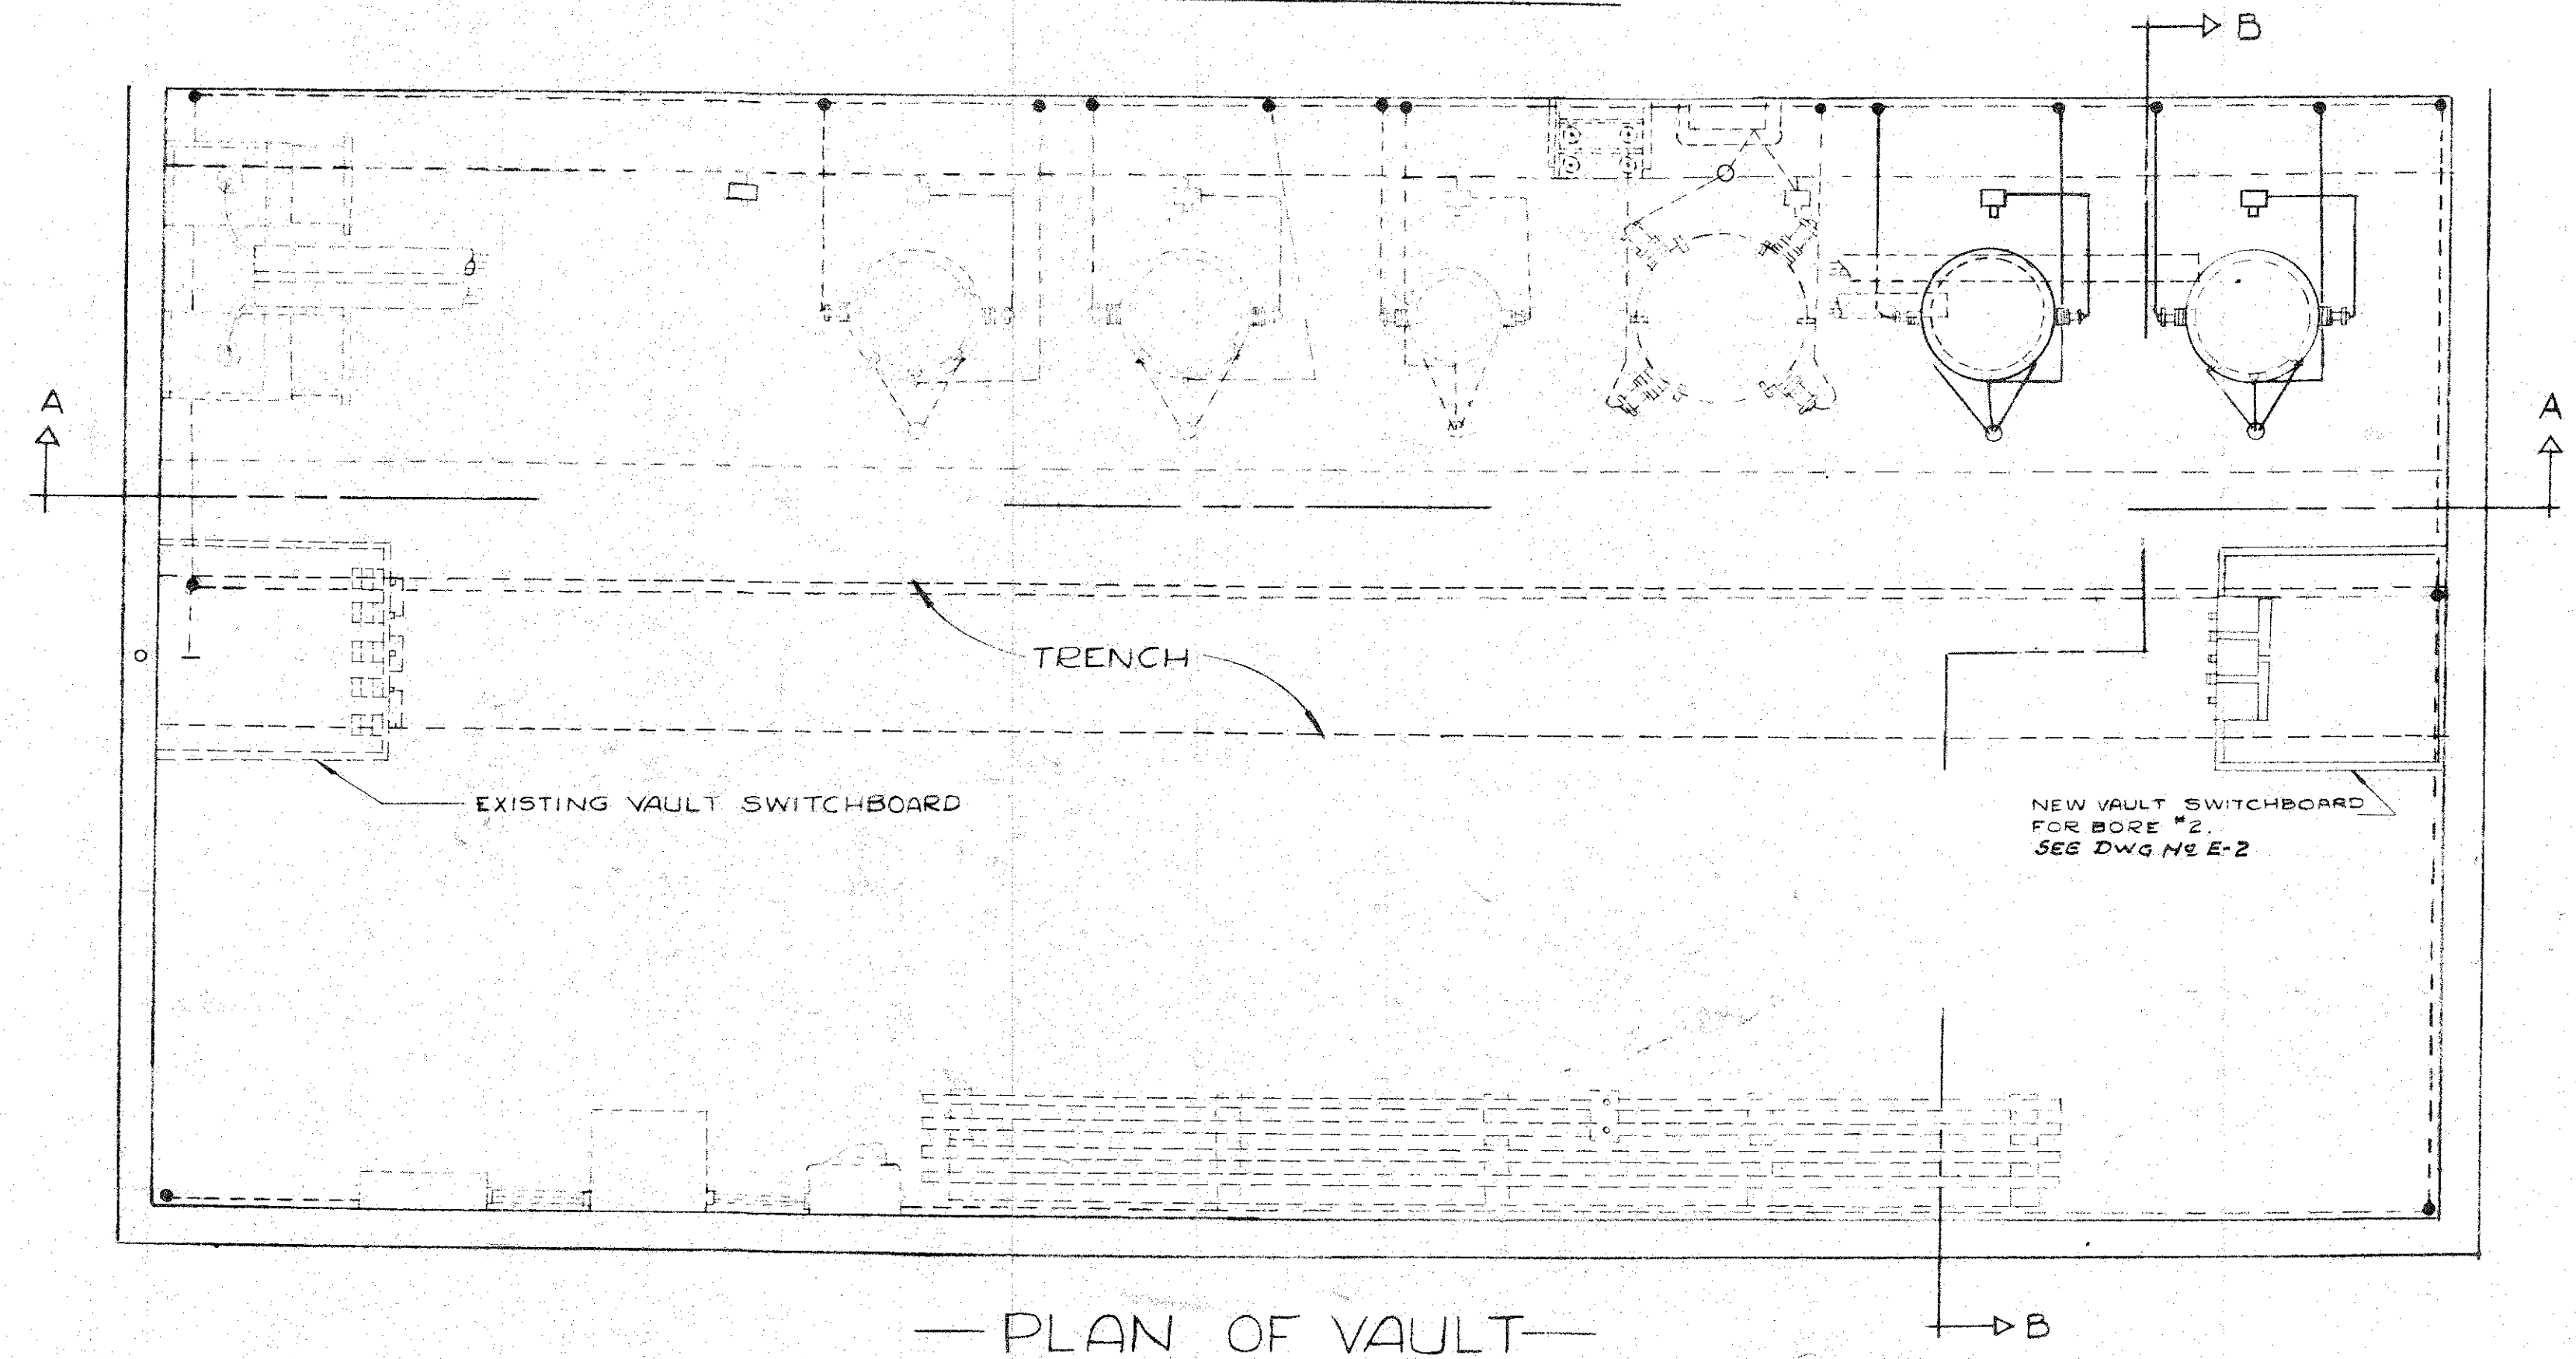 B
A
A
TRENCH
EXISTING VAULT SWITCHBOARD
NEW VAULT SWITCHBOARD
FOR BORE #2.
SEE DWG No E-2
PLAN OF VAULT
B